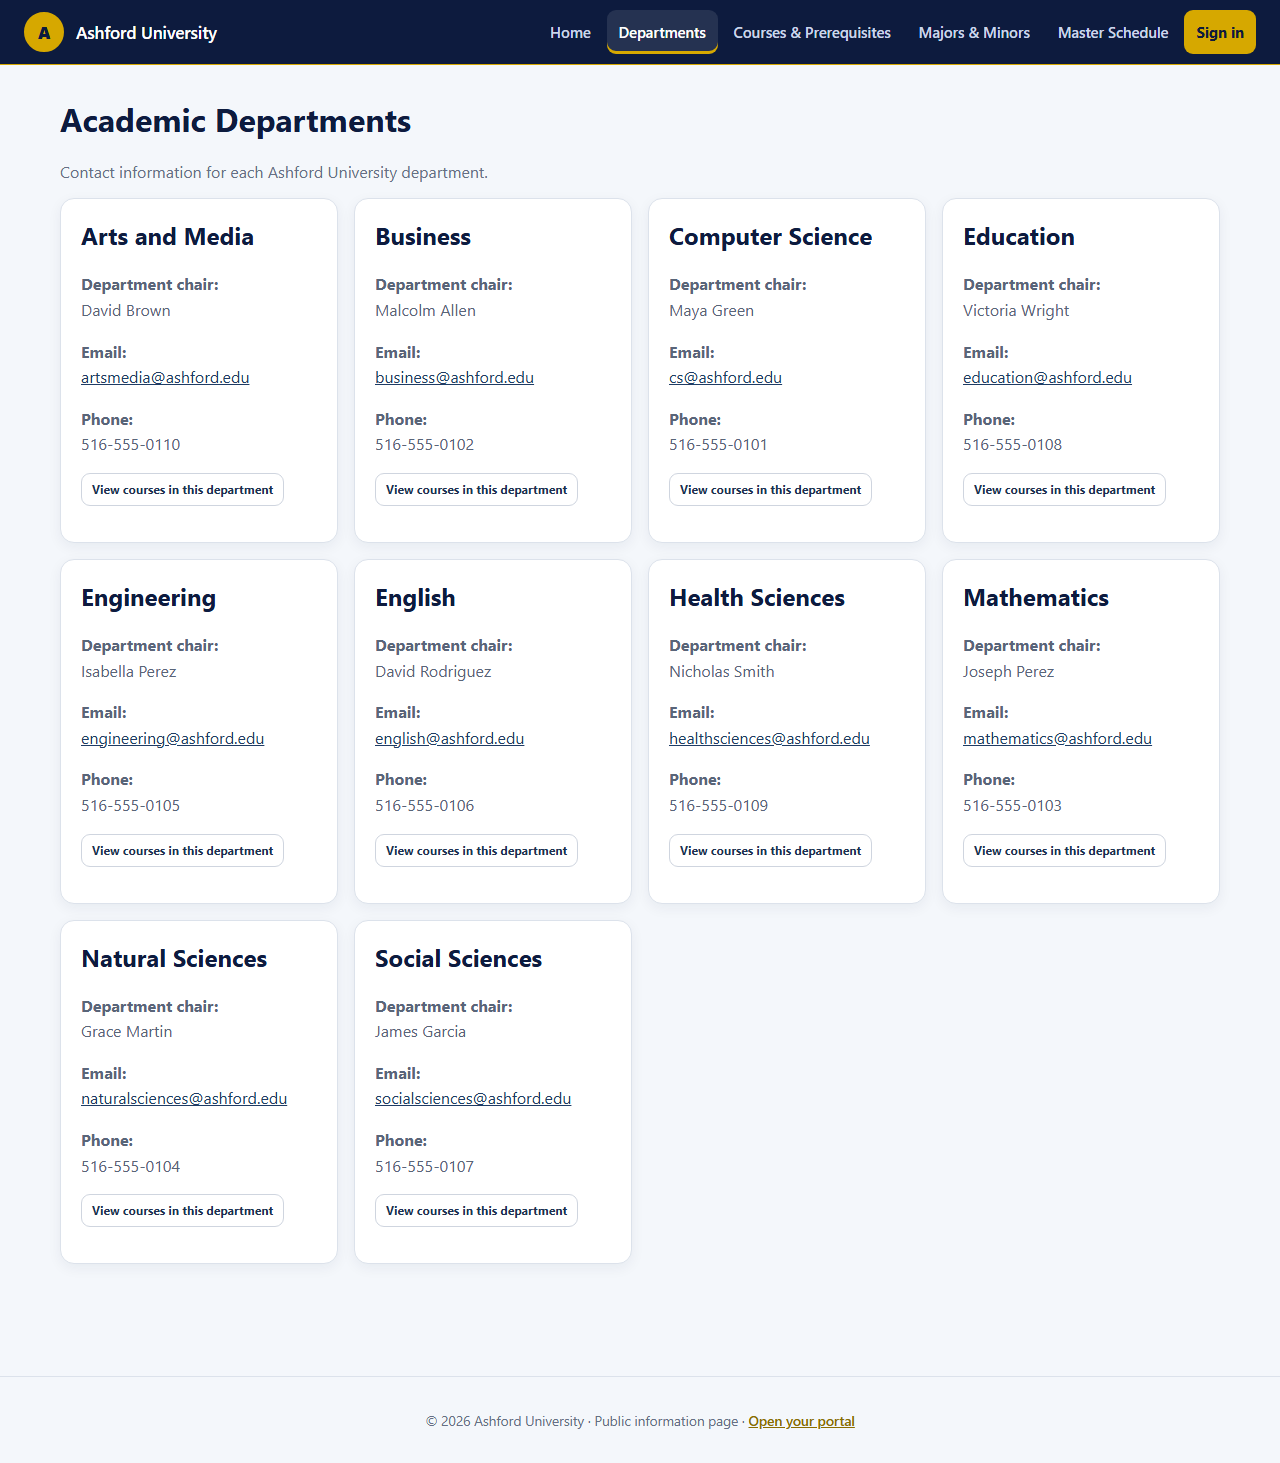 A
Ashford University
Home
Departments
Courses & Prerequisites
Majors & Minors
Master Schedule
Sign in
Academic Departments
Contact information for each Ashford University department.
Arts and Media
Department chair:
David Brown
Email:
artsmedia@ashford.edu
Phone:
516-555-0110
View courses in this department
Business
Department chair:
Malcolm Allen
Email:
business@ashford.edu
Phone:
516-555-0102
View courses in this department
Computer Science
Department chair:
Maya Green
Email:
cs@ashford.edu
Phone:
516-555-0101
View courses in this department
Education
Department chair:
Victoria Wright
Email:
education@ashford.edu
Phone:
516-555-0108
View courses in this department
Engineering
Department chair:
Isabella Perez
Email:
engineering@ashford.edu
Phone:
516-555-0105
View courses in this department
English
Department chair:
David Rodriguez
Email:
english@ashford.edu
Phone:
516-555-0106
View courses in this department
Health Sciences
Department chair:
Nicholas Smith
Email:
healthsciences@ashford.edu
Phone:
516-555-0109
View courses in this department
Mathematics
Department chair:
Joseph Perez
Email:
mathematics@ashford.edu
Phone:
516-555-0103
View courses in this department
Natural Sciences
Department chair:
Grace Martin
Email:
naturalsciences@ashford.edu
Phone:
516-555-0104
View courses in this department
Social Sciences
Department chair:
James Garcia
Email:
socialsciences@ashford.edu
Phone:
516-555-0107
View courses in this department
© 2026 Ashford University · Public information page · Open your portal